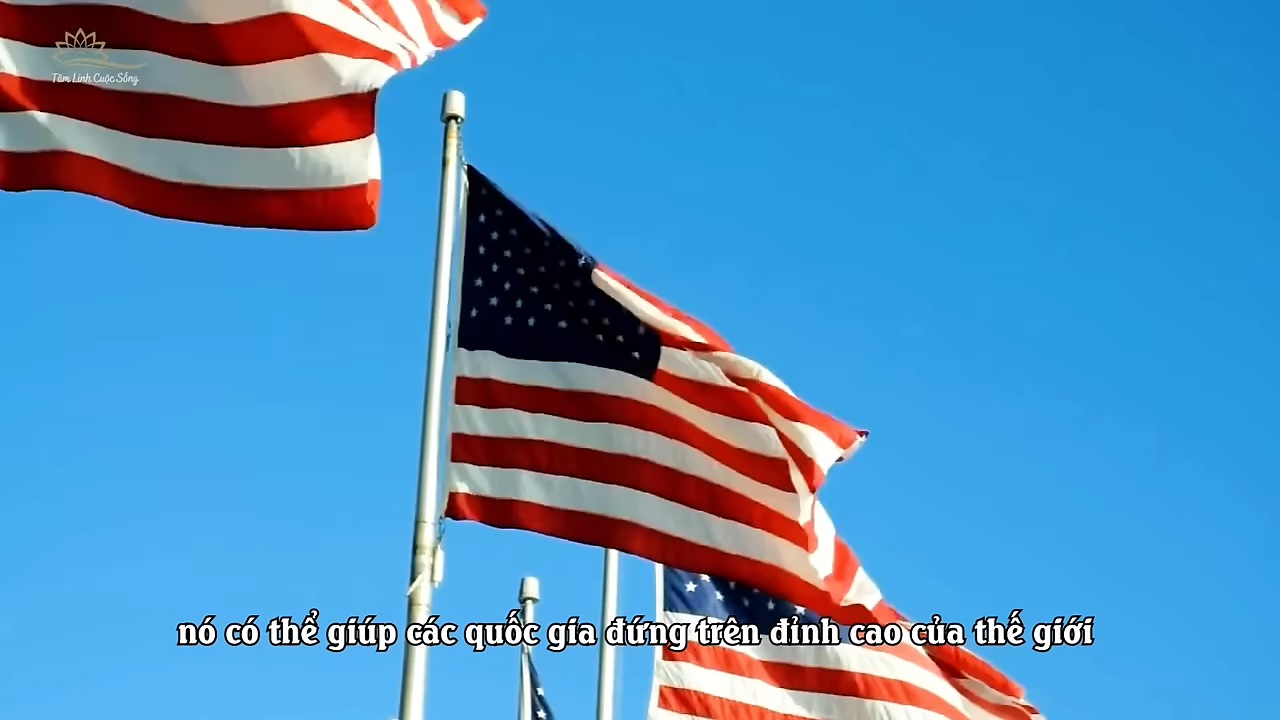 Tâm Linh Cuộc Sống
nó có thể giúp các quốc gia đứng trên đỉnh cao của thế giới